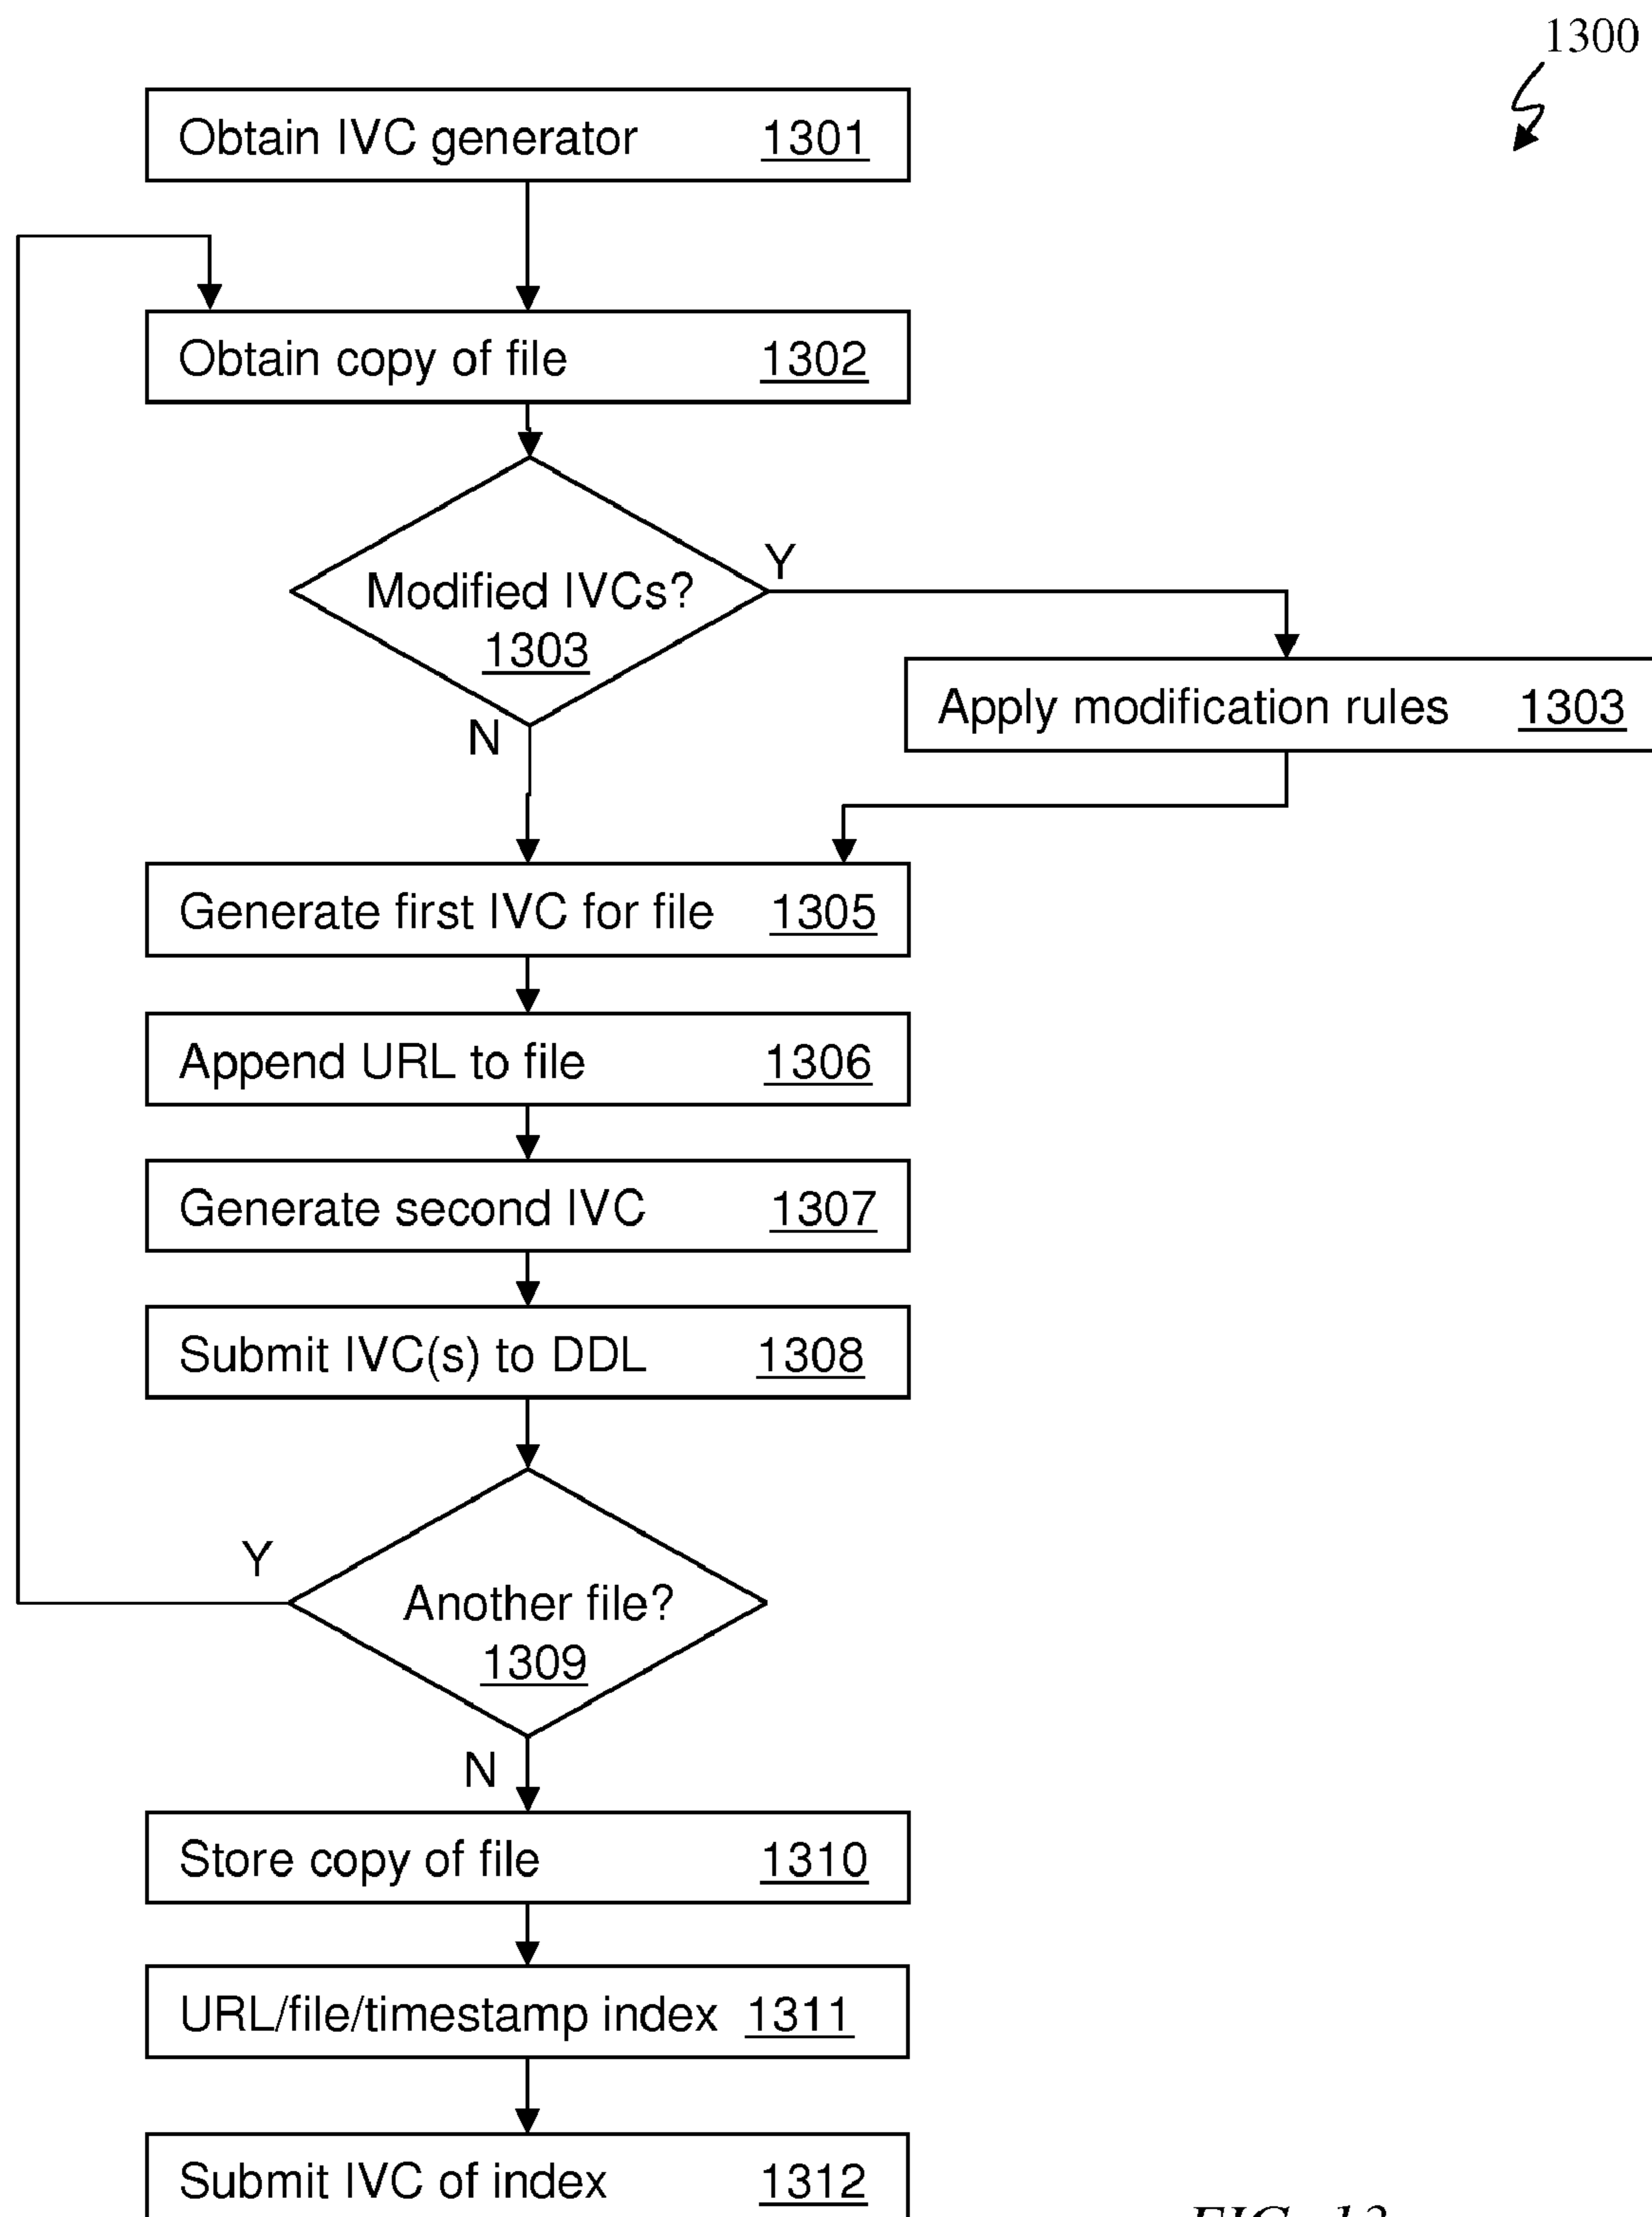 1300
Obtain IVC generator 1301
Obtain copy of file 1302
Modified IVCs?
1303
Y
N
Apply modification rules 1303
Generate first IVC for file 1305
Append URL to file 1306
Generate second IVC 1307
Submit IVC(s) to DDL 1308
Y
Another file?
1309
N
Store copy of file 1310
URL/file/timestamp index 1311
Submit IVC of index 1312